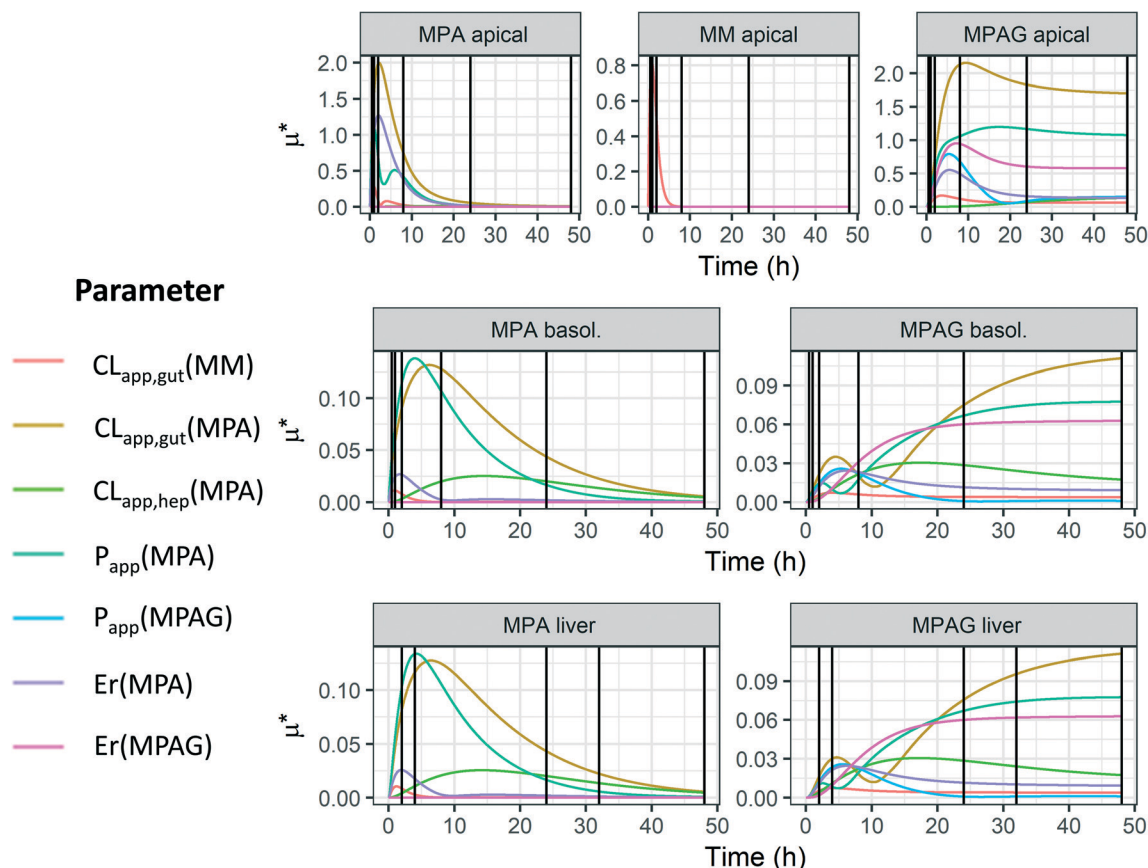 MPA apical
MM apical
MPAG apical
μ*
2.0
1.5
1.0
0.5
0.0
0 10 20 30 40 50
0.8
0.6
0.4
0.2
0.0
0 10 20 30 40 50
2.0
1.5
1.0
0.5
0.0
0 10 20 30 40 50
Time (h)
Parameter
CLapp,gut(MM)
CLapp,gut(MPA)
CLapp,hep(MPA)
Papp(MPA)
Papp(MPAG)
Er(MPA)
Er(MPAG)
MPA basol.
MPAG basol.
μ*
0.10
0.05
0.00
0 10 20 30 40 50
0.09
0.06
0.03
0.00
0 10 20 30 40 50
Time (h)
MPA liver
MPAG liver
μ*
0.10
0.05
0.00
0 10 20 30 40 50
0.09
0.06
0.03
0.00
0 10 20 30 40 50
Time (h)